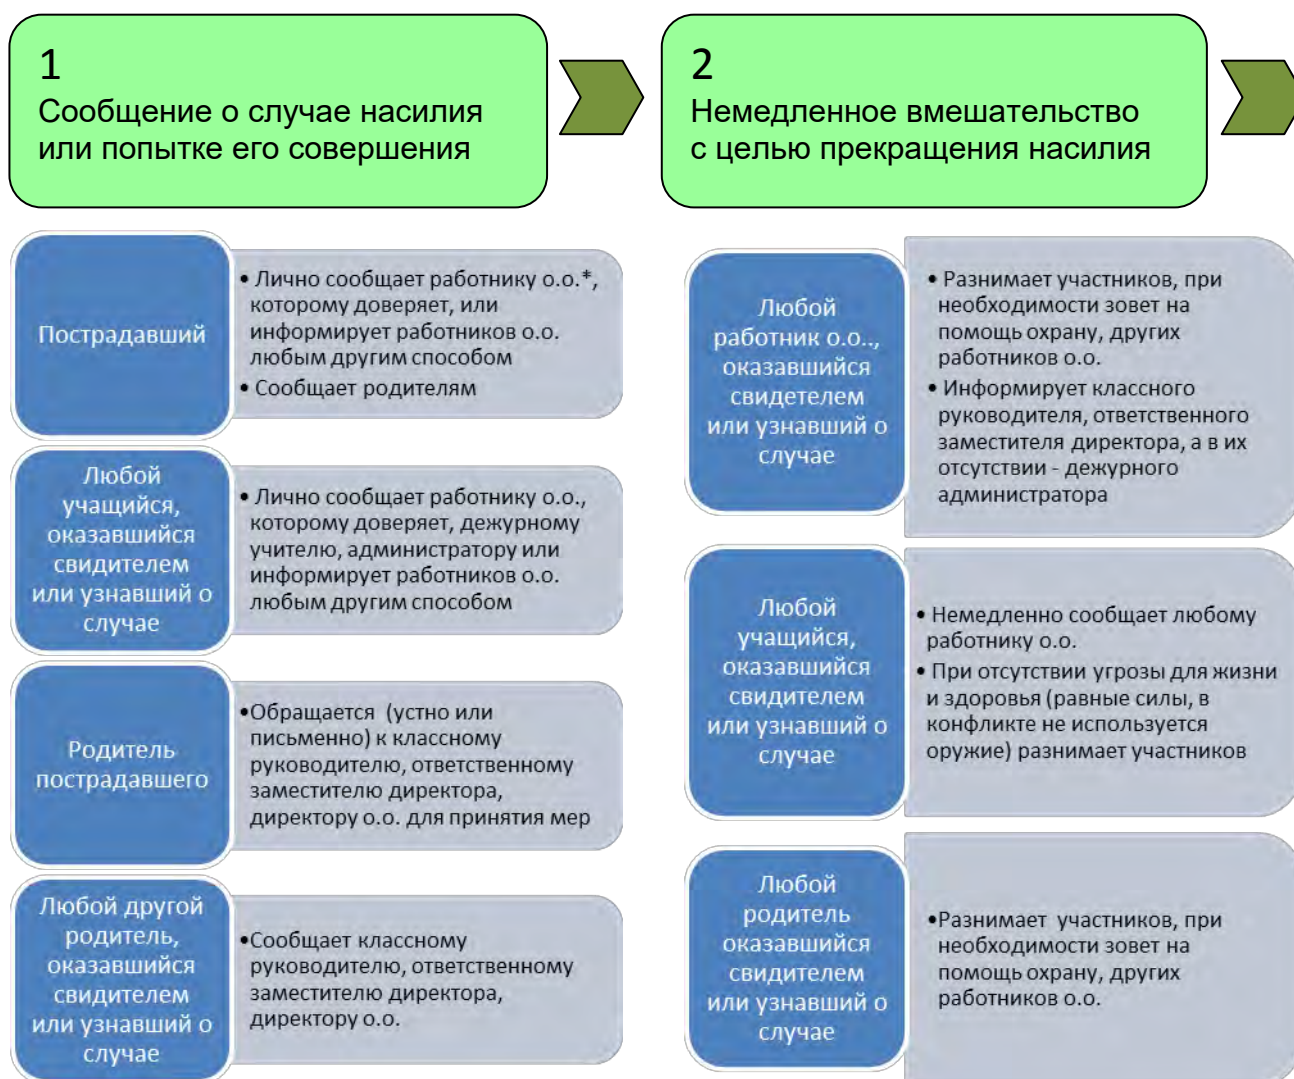 1
Сообщение о случае насилия
или попытке его совершения
2
Немедленное вмешательство
с целью прекращения насилия
Пострадавший
• Лично сообщает работнику о.о.*,
которому доверяет, или
информирует работников о.о.
любым другим способом
• Сообщает родителям
Любой
учащийся,
оказавшийся
свидителем
или узнавший о
случае
• Лично сообщает работнику о.о.,
которому доверяет, дежурному
учителю, администратору или
информирует работников о.о.
любым другим способом
Родитель
пострадавшего
•Обращается (устно или
письменно) к классному
руководителю, ответственному
заместителю директора,
директору о.о. для принятия мер
Любой другой
родитель,
оказавшийся
свидителем
или узнавший о
случае
•Сообщает классному
руководителю, ответственному
заместителю директора,
директору о.о.
Любой
работник о.о..,
оказавшийся
свидетелем
или узнавший о
случае
• Разнимает участников, при
необходимости зовет на
помощь охрану, других
работников о.о.
• Информирует классного
руководителя, ответственного
заместителя директора, а в их
отсутствии - дежурного
администратора
Любой
учащийся,
оказавшийся
свидителем
или узнавший о
случае
• Немедленно сообщает любому
работнику о.о.
• При отсутствии угрозы для жизни
и здоровья (равные силы, в
конфликте не используется
оружие) разнимает участников
Любой
родитель
оказавшийся
свидителем
или узнавший о
случае
•Разнимает участников, при
необходимости зовет на
помощь охрану, других
работников о.о.